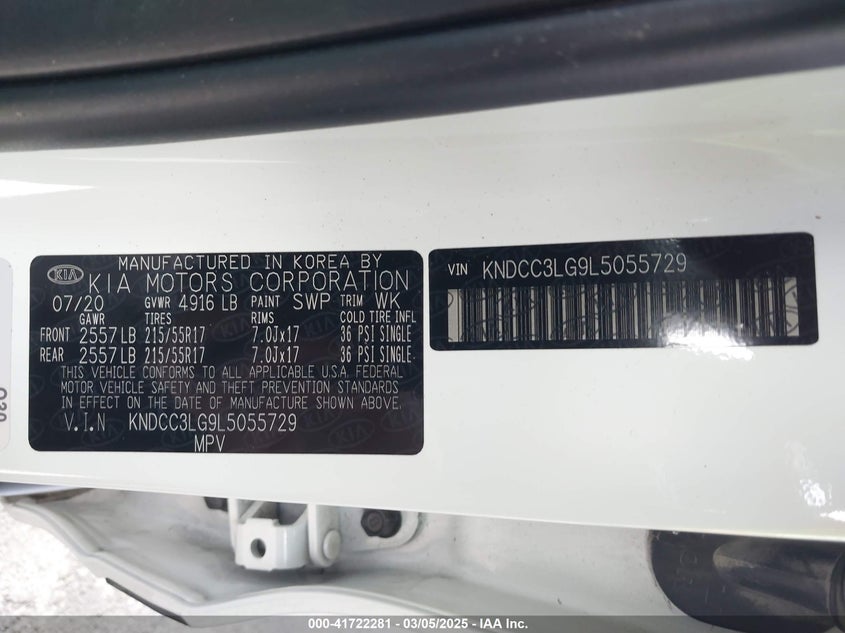 MANUFACTURED IN KOREA BY
KIA KIA MOTORS CORPORATION
07/20 GVWR 4916 LB PAINT SWP TRIM WK
GAWR TIRES RIMS COLD TIRE INFL
FRONT 2557 LB 215/55R17 7.0Jx17 36 PSI SINGLE
REAR 2557 LB 215/55R17 7.0Jx17 36 PSI SINGLE
THIS VEHICLE CONFORMS TO ALL APPLICABLE U.S.A. FEDERAL
MOTOR VEHICLE SAFETY AND THEFT PREVENTION STANDARDS
IN EFFECT ON THE DATE OF MANUFACTURE SHOWN ABOVE.
V.I.N KNDCC3LG9L5055729
MPV
VIN KNDCC3LG9L5055729
000-41722281 - 03/05/2025 - IAA Inc.